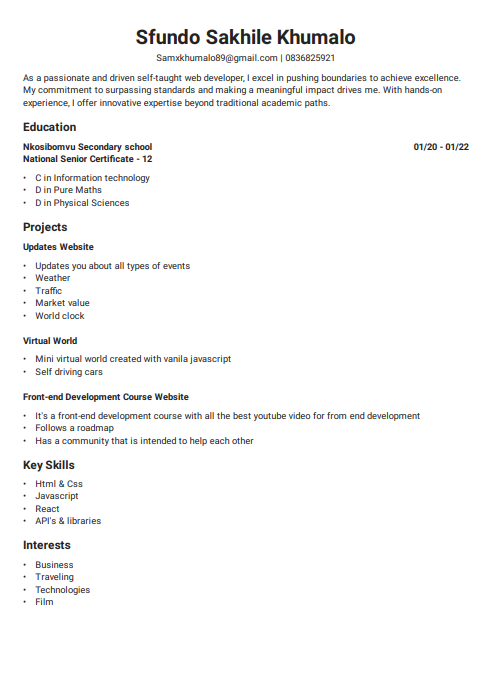 Sfundo Sakhile Khumalo
Samxkhumalo89@gmail.com | 0836825921
As a passionate and driven self-taught web developer, I excel in pushing boundaries to achieve excellence.
My commitment to surpassing standards and making a meaningful impact drives me. With hands-on
experience, I offer innovative expertise beyond traditional academic paths.
Education
Nkosibomvu Secondary school 01/20 - 01/22
National Senior Certificate - 12
• C in Information technology
• D in Pure Maths
• D in Physical Sciences
Projects
Updates Website
• Updates you about all types of events
• Weather
• Traffic
• Market value
• World clock
Virtual World
• Mini virtual world created with vanila javascript
• Self driving cars
Front-end Development Course Website
• It's a front-end development course with all the best youtube video for from end development
• Follows a roadmap
• Has a community that is intended to help each other
Key Skills
• Html & Css
• Javascript
• React
• API's & libraries
Interests
• Business
• Traveling
• Technologies
• Film